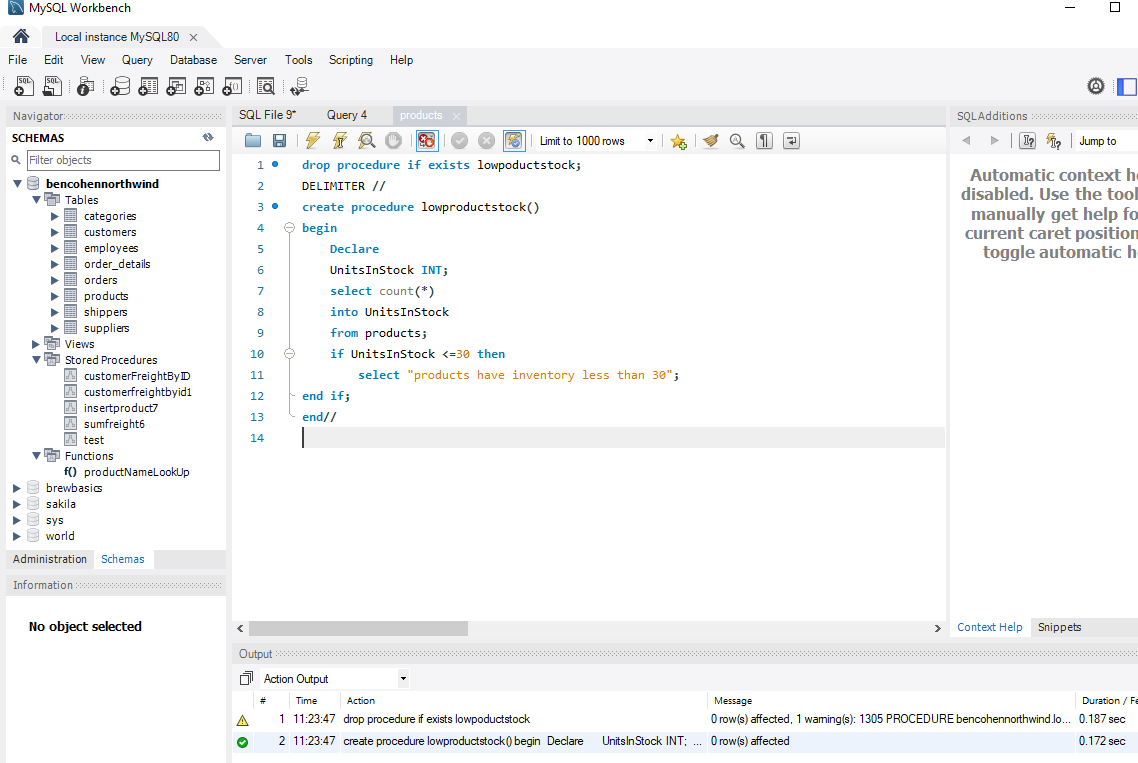 MySQL Workbench
Local instance MySQL80
File Edit View Query Database Server Tools Scripting Help
Navigator
SCHEMAS
Filter objects
bencohennorthwind
Tables
categories
customers
employees
order_details
orders
products
shippers
suppliers
Views
Stored Procedures
customerFreightByID
customerfreightbyid1
insertproduct7
sumfreight6
test
Functions
f() productNameLookUp
brewbasics
sakila
sys
world
Administration Schemas
Information
No object selected
SQL File 9* Query 4 products
Limit to 1000 rows
1 drop procedure if exists lowpoductstock;
2 DELIMITER //
3 create procedure lowproductstock()
4 begin
5 Declare
6 UnitsInStock INT;
7 select count(*)
8 into UnitsInStock
9 from products;
10 if UnitsInStock <=30 then
11 select "products have inventory less than 30";
12 end if;
13 end//
14
SQLAdditions
Jump to
Automatic context he
disabled. Use the tool
manually get help fo
current caret position
toggle automatic he
Context Help Snippets
Output
Action Output
# Time Action Message Duration / Fe
1 11:23:47 drop procedure if exists lowpoductstock 0 row(s) affected, 1 warning(s): 1305 PROCEDURE bencohennorthwind.lo... 0.187 sec
2 11:23:47 create procedure lowproductstock() begin Declare UnitsInStock INT; ... 0 row(s) affected 0.172 sec